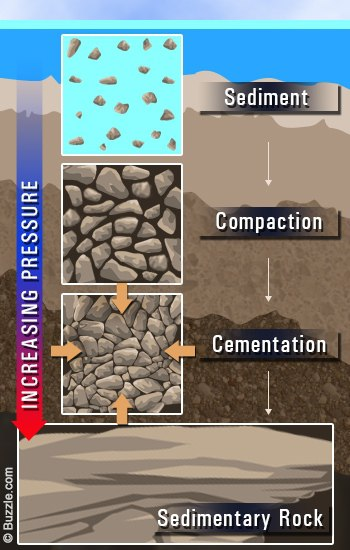 Sediment
Compaction
Cementation
INCREASING PRESSURE
Sedimentary Rock
© Buzzle.com